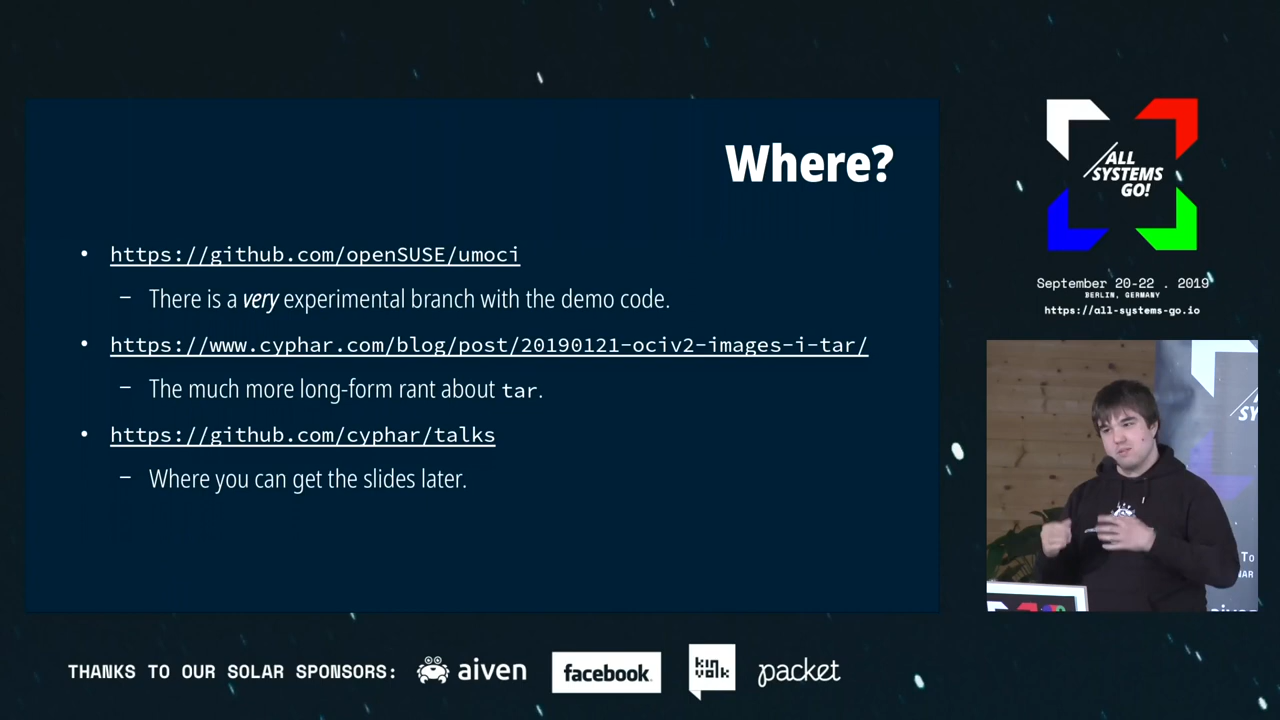 Where?
• https://github.com/openSUSE/umoci
– There is a very experimental branch with the demo code.
• https://www.cyphar.com/blog/post/20190121-ociv2-images-i-tar/
– The much more long-form rant about tar.
• https://github.com/cyphar/talks
– Where you can get the slides later.
ALL
SYSTEMS
GO!
September 20-22 . 2019
BERLIN, GERMANY
https://all-systems-go.io
SY
To
THANKS TO OUR SOLAR SPONSORS:
aiven
facebook
kinvolk
packet